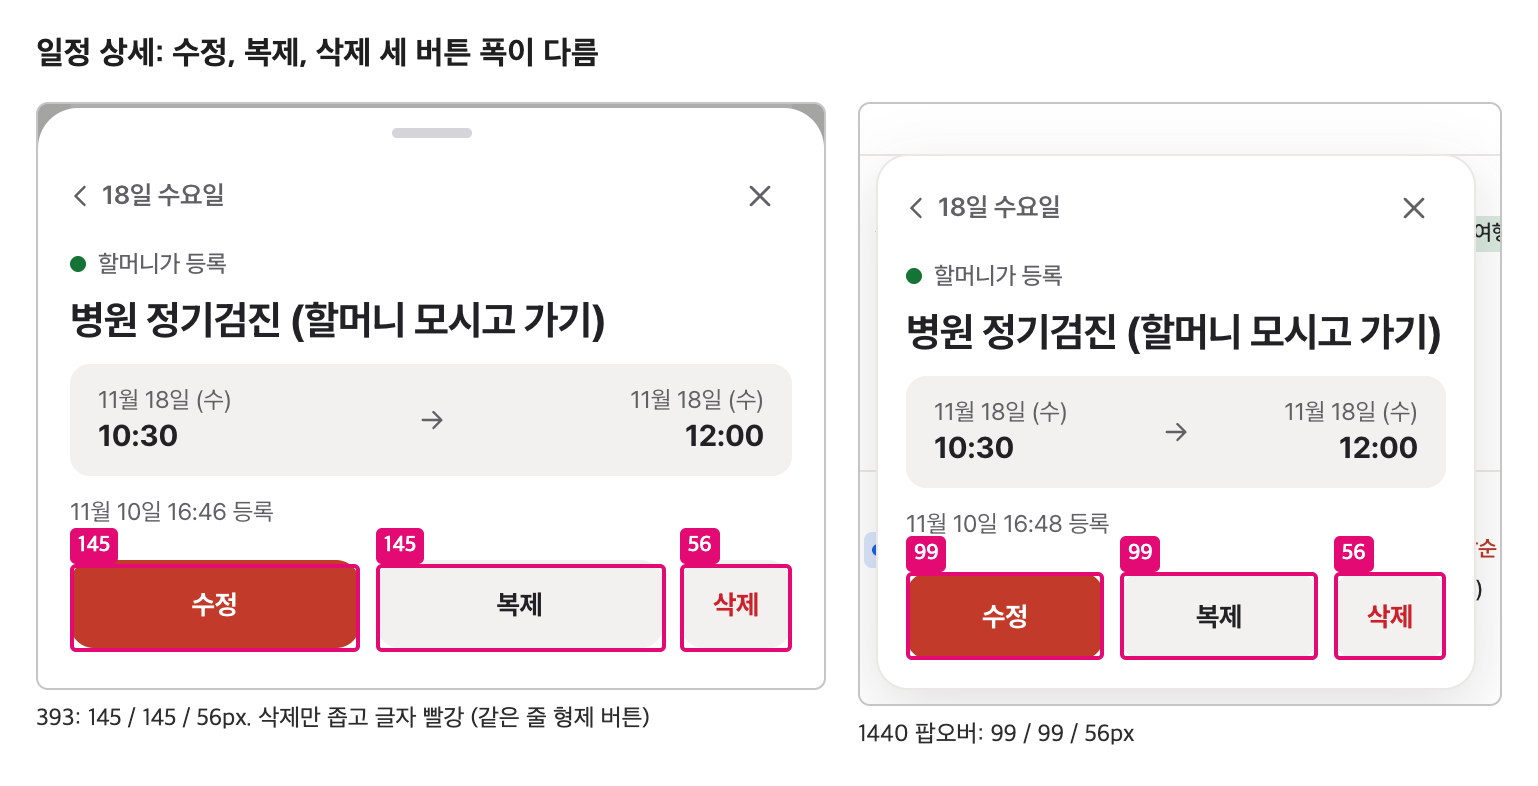 일정 상세: 수정, 복제, 삭제 세 버튼 폭이 다름
18일 수요일
할머니가 등록
병원 정기검진 (할머니 모시고 가기)
11월 18일 (수)
10:30
→
11월 18일 (수)
12:00
11월 10일 16:46 등록
145
145
56
수정
복제
삭제
393: 145 / 145 / 56px. 삭제만 좁고 글자 빨강 (같은 줄 형제 버튼)
18일 수요일
할머니가 등록
병원 정기검진 (할머니 모시고 가기)
11월 18일 (수)
10:30
→
11월 18일 (수)
12:00
11월 10일 16:48 등록
99
99
56
수정
복제
삭제
순
)
1440 팝오버: 99 / 99 / 56px